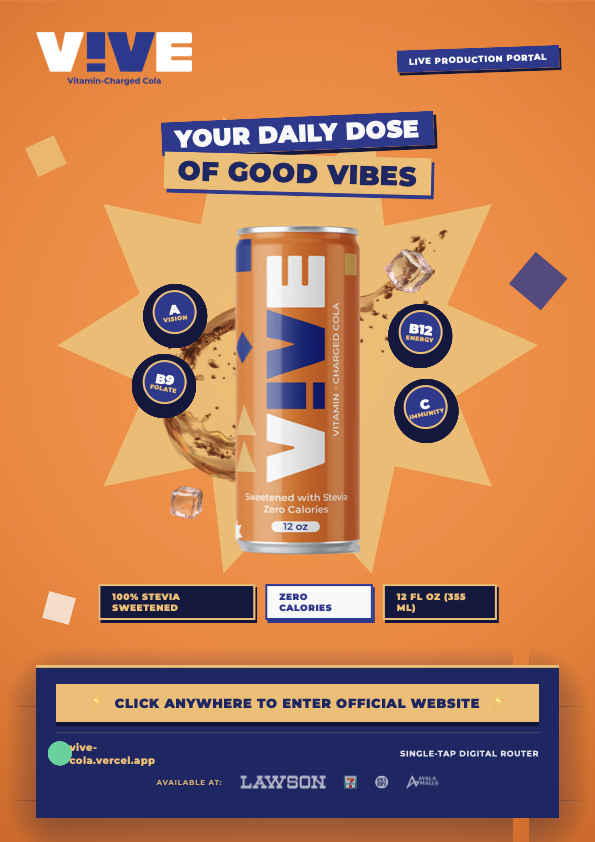 V!VE
Vitamin-Charged Cola
LIVE PRODUCTION PORTAL
YOUR DAILY DOSE
OF GOOD VIBES
A
VISION
B9
FOLATE
B12
ENERGY
C
IMMUNITY
V!VE
VITAMIN - CHARGED COLA
Sweetened with Stevia
Zero Calories
12 oz
100% STEVIA
SWEETENED
ZERO
CALORIES
12 FL OZ (355
ML)
⚡ CLICK ANYWHERE TO ENTER OFFICIAL WEBSITE ⚡
vive-
cola.vercel.app
SINGLE-TAP DIGITAL ROUTER
AVAILABLE AT:
LAWSON
7
AYALA
MALLS